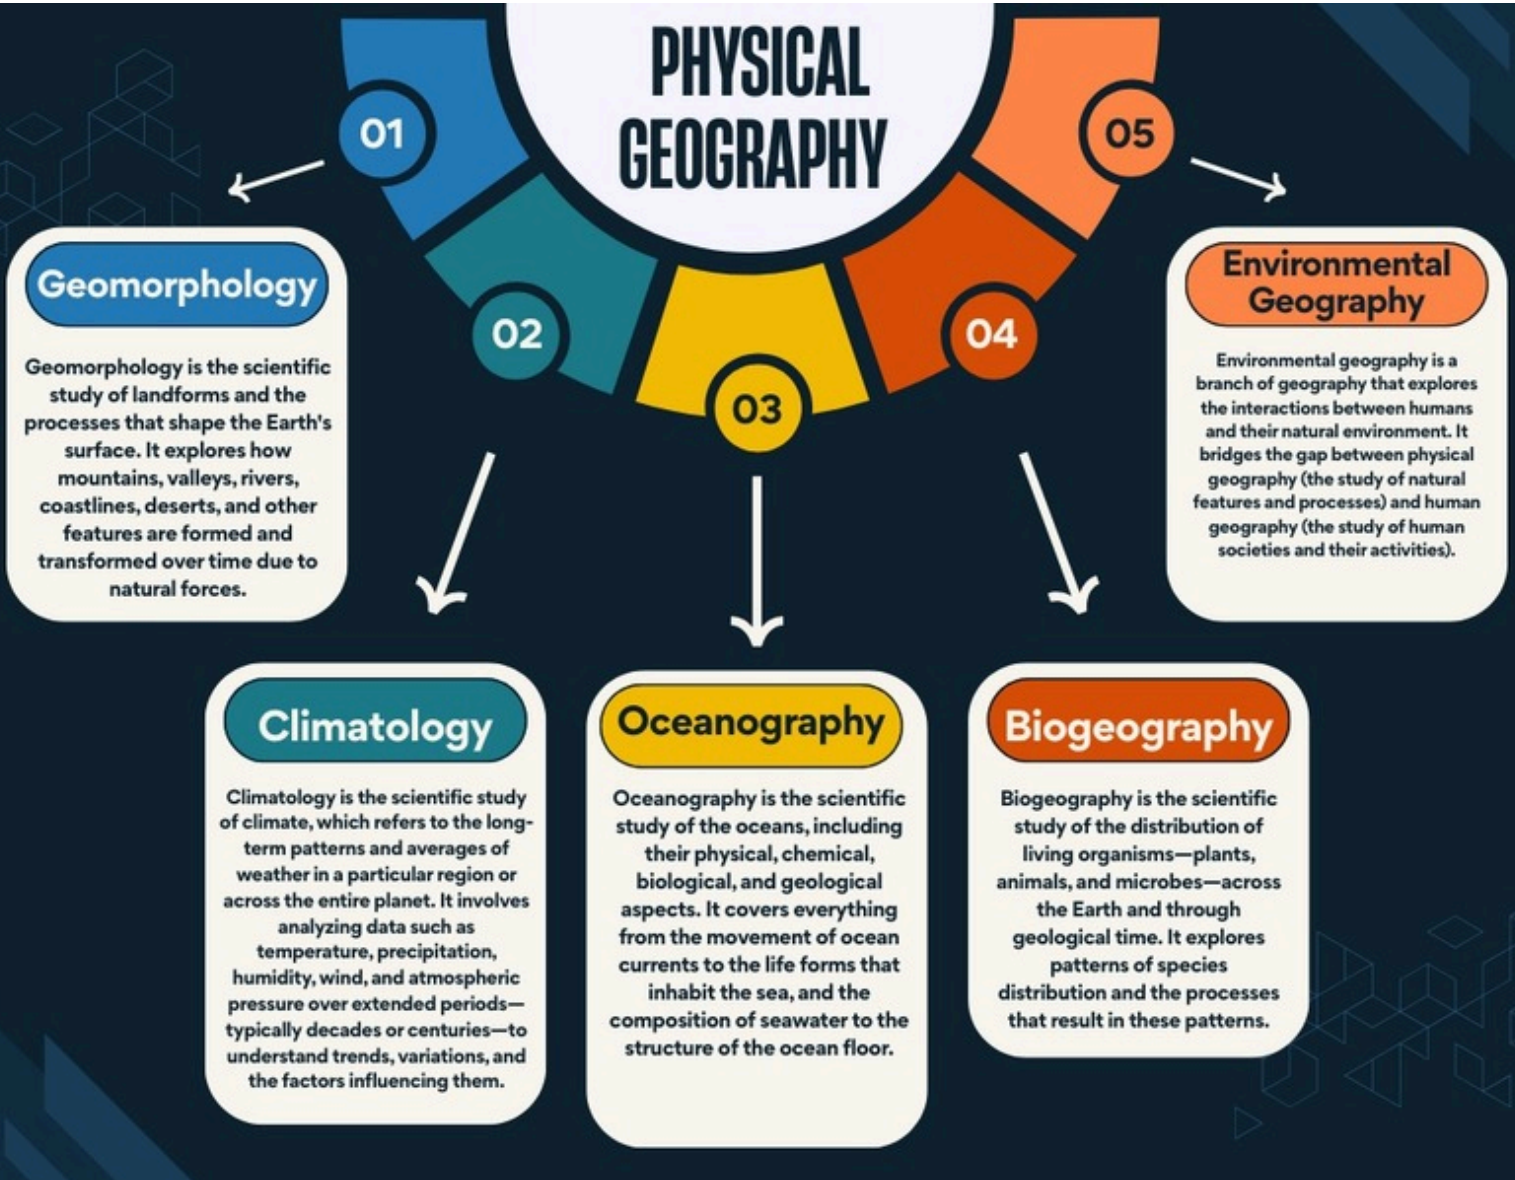 PHYSICAL
GEOGRAPHY
01
02
03
04
05
Geomorphology
Geomorphology is the scientific
study of landforms and the
processes that shape the Earth's
surface. It explores how
mountains, valleys, rivers,
coastlines, deserts, and other
features are formed and
transformed over time due to
natural forces.
Climatology
Climatology is the scientific study
of climate, which refers to the long-
term patterns and averages of
weather in a particular region or
across the entire planet. It involves
analyzing data such as
temperature, precipitation,
humidity, wind, and atmospheric
pressure over extended periods—
typically decades or centuries—to
understand trends, variations, and
the factors influencing them.
Oceanography
Oceanography is the scientific
study of the oceans, including
their physical, chemical,
biological, and geological
aspects. It covers everything
from the movement of ocean
currents to the life forms that
inhabit the sea, and the
composition of seawater to the
structure of the ocean floor.
Biogeography
Biogeography is the scientific
study of the distribution of
living organisms—plants,
animals, and microbes—across
the Earth and through
geological time. It explores
patterns of species
distribution and the processes
that result in these patterns.
Environmental
Geography
Environmental geography is a
branch of geography that explores
the interactions between humans
and their natural environment. It
bridges the gap between physical
geography (the study of natural
features and processes) and human
geography (the study of human
societies and their activities).